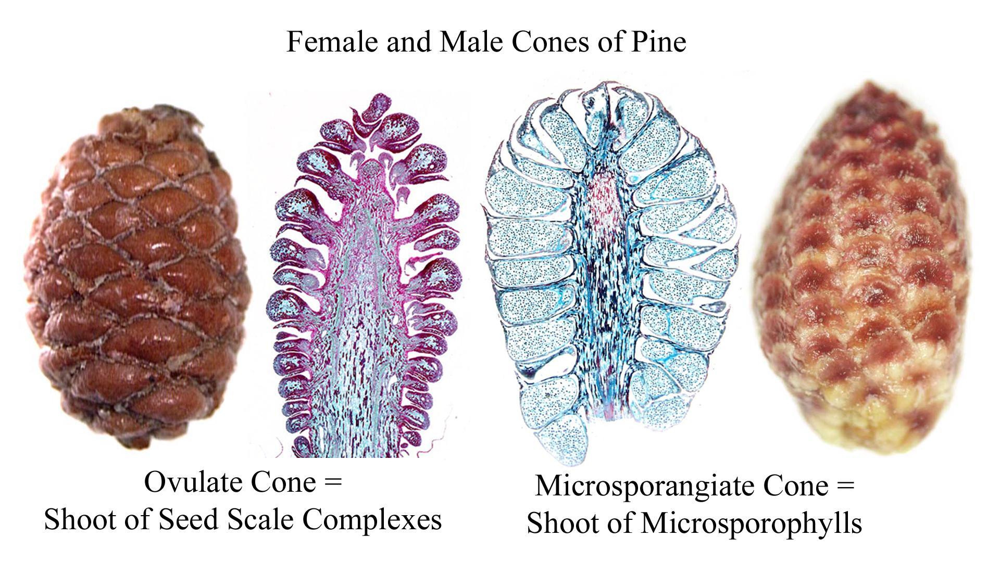 Female and Male Cones of Pine
Ovulate Cone =
Shoot of Seed Scale Complexes
Microsporangiate Cone =
Shoot of Microsporophylls